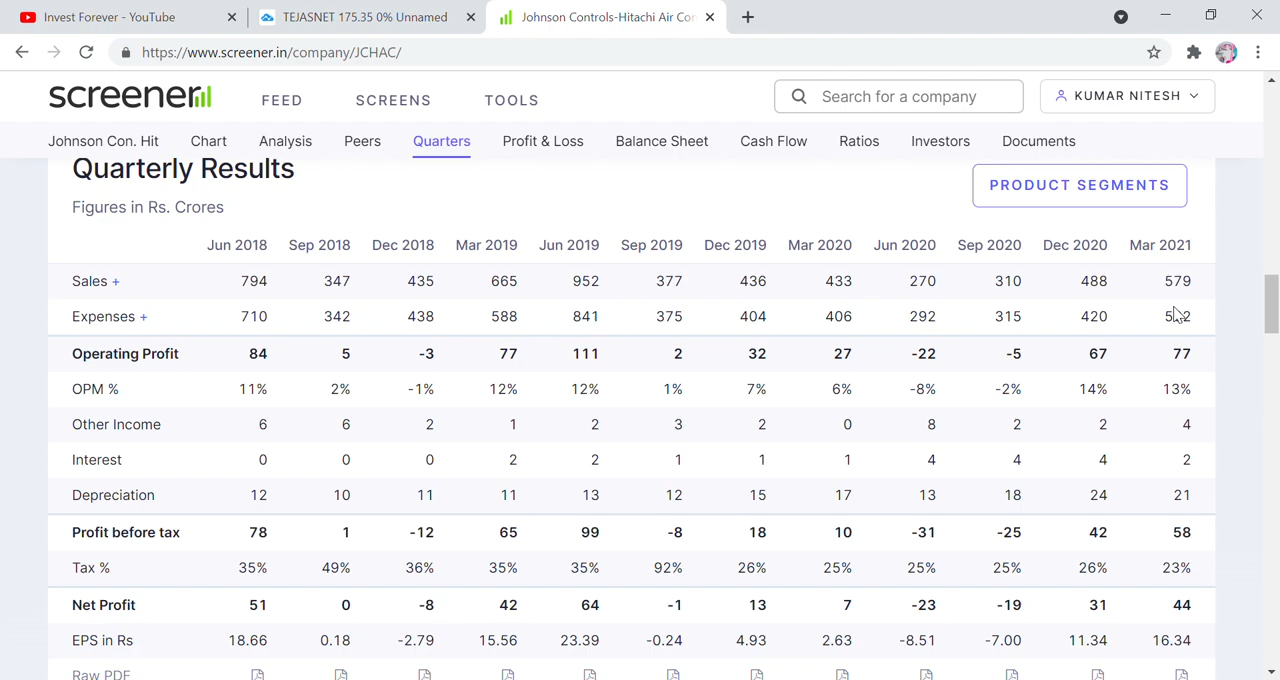 Invest Forever - YouTube TEJASNET 175.35 0% Unnamed Johnson Controls-Hitachi Air Con
https://www.screener.in/company/JCHAC/
screener FEED SCREENS TOOLS Search for a company KUMAR NITESH
Johnson Con. Hit Chart Analysis Peers Quarters Profit & Loss Balance Sheet Cash Flow Ratios Investors Documents
Quarterly Results
PRODUCT SEGMENTS
Figures in Rs. Crores
Jun 2018 Sep 2018 Dec 2018 Mar 2019 Jun 2019 Sep 2019 Dec 2019 Mar 2020 Jun 2020 Sep 2020 Dec 2020 Mar 2021
Sales + 794 347 435 665 952 377 436 433 270 310 488 579
Expenses + 710 342 438 588 841 375 404 406 292 315 420
Operating Profit 84 5 -3 77 111 2 32 27 -22 -5 67 77
OPM % 11% 2% -1% 12% 12% 1% 7% 6% -8% -2% 14% 13%
Other Income 6 6 2 1 2 3 2 0 8 2 2 4
Interest 0 0 0 2 2 1 1 1 4 4 4 2
Depreciation 12 10 11 11 13 12 15 17 13 18 24 21
Profit before tax 78 1 -12 65 99 -8 18 10 -31 -25 42 58
Tax % 35% 49% 36% 35% 35% 92% 26% 25% 25% 25% 26% 23%
Net Profit 51 0 -8 42 64 -1 13 7 -23 -19 31 44
EPS in Rs 18.66 0.18 -2.79 15.56 23.39 -0.24 4.93 2.63 -8.51 -7.00 11.34 16.34
Raw PDF